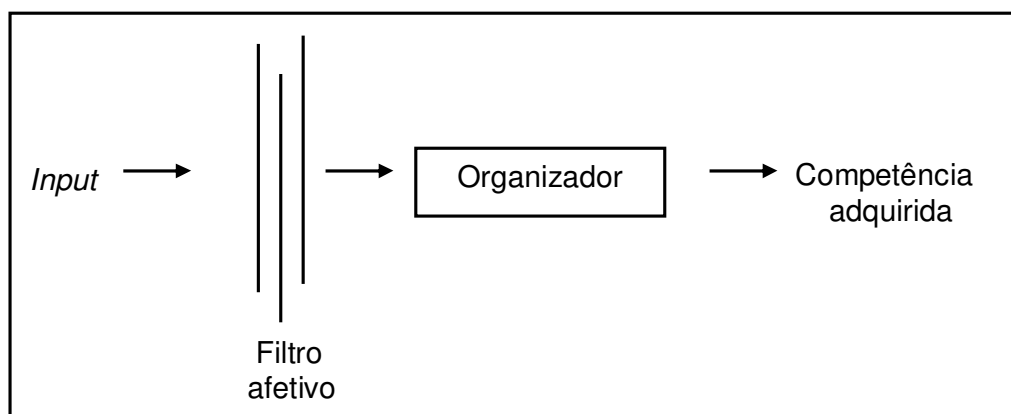 Input
Filtro
afetivo
Organizador
Competência
adquirida